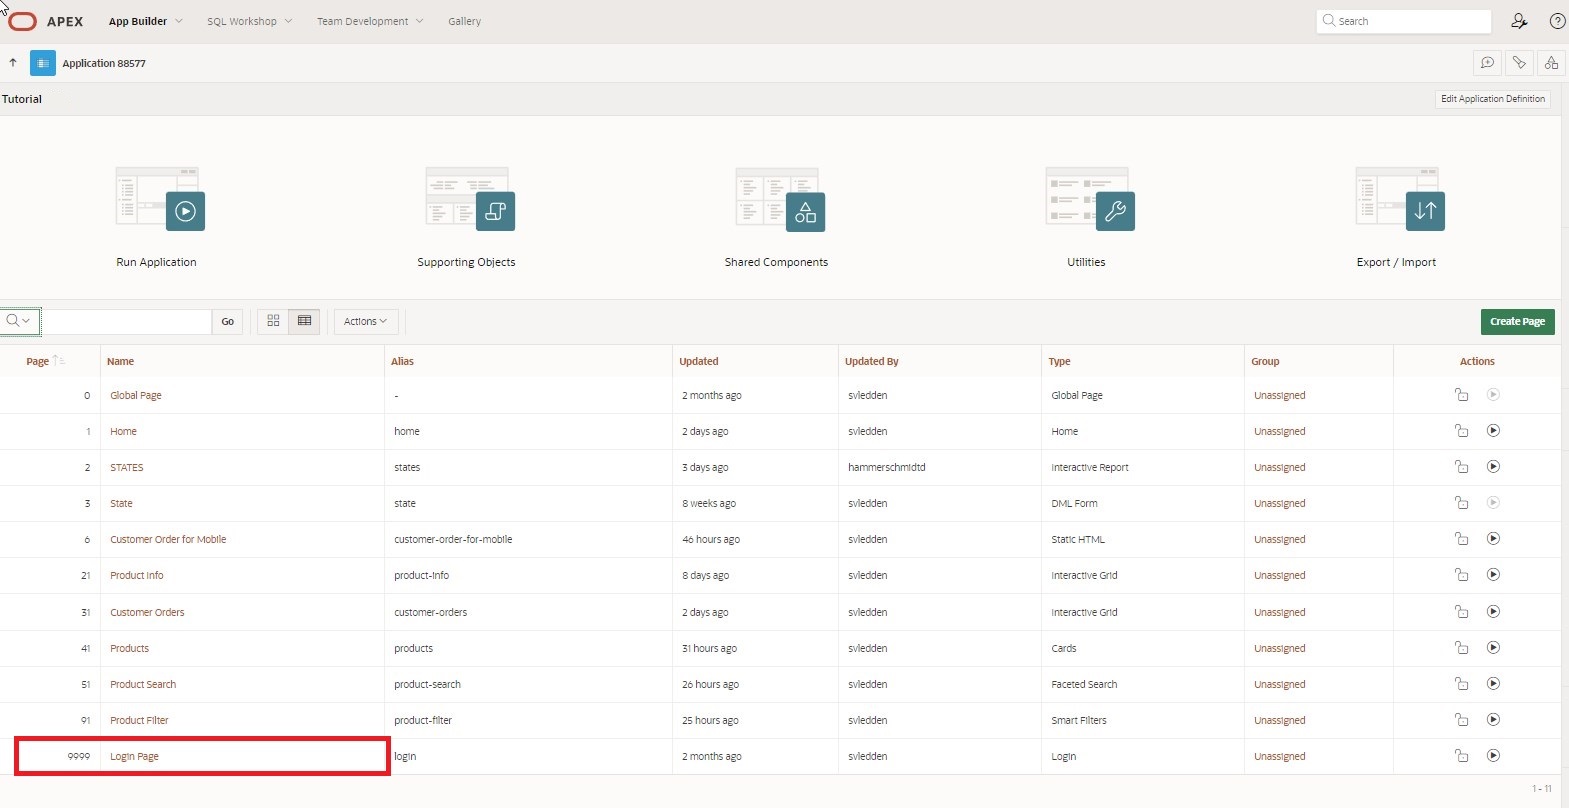 APEX App Builder SQL Workshop Team Development Gallery Search
Application 88577
Tutorial Edit Application Definition
Run Application Supporting Objects Shared Components Utilities Export / Import
Go Actions Create Page
Page Name Alias Updated Updated By Type Group Actions
0 Global Page - 2 months ago svledden Global Page Unassigned
1 Home home 2 days ago svledden Home Unassigned
2 STATES states 3 days ago hammerschmidtd Interactive Report Unassigned
3 State state 8 weeks ago svledden DML Form Unassigned
6 Customer Order for Mobile customer-order-for-mobile 46 hours ago svledden Static HTML Unassigned
21 Product Info product-info 8 days ago svledden Interactive Grid Unassigned
31 Customer Orders customer-orders 2 days ago svledden Interactive Grid Unassigned
41 Products products 31 hours ago svledden Cards Unassigned
51 Product Search product-search 26 hours ago svledden Faceted Search Unassigned
91 Product Filter product-filter 25 hours ago svledden Smart Filters Unassigned
9999 Login Page login 2 months ago svledden Login Unassigned
1 - 11